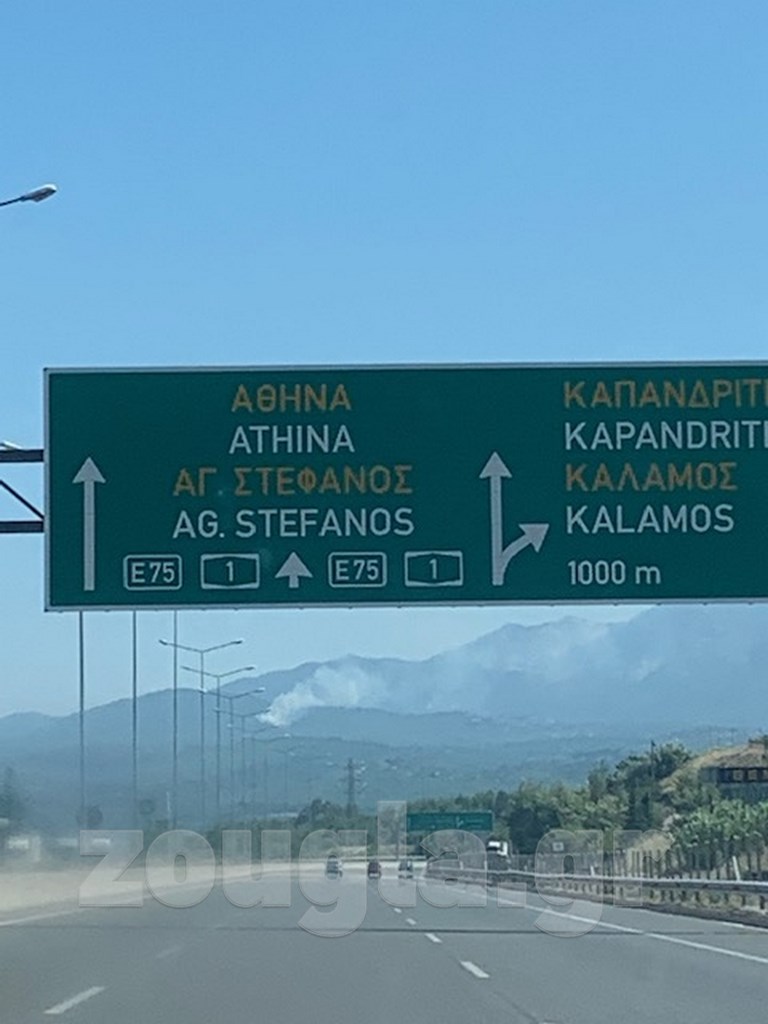 ΑΘΗΝΑ
ATHINA
ΑΓ. ΣΤΕΦΑΝΟΣ
AG. STEFANOS
E75 1 E75 1
ΚΑΠΑΝΔΡΙΤΙ
KAPANDRITI
ΚΑΛΑΜΟΣ
KALAMOS
1000 m
zougla.gr